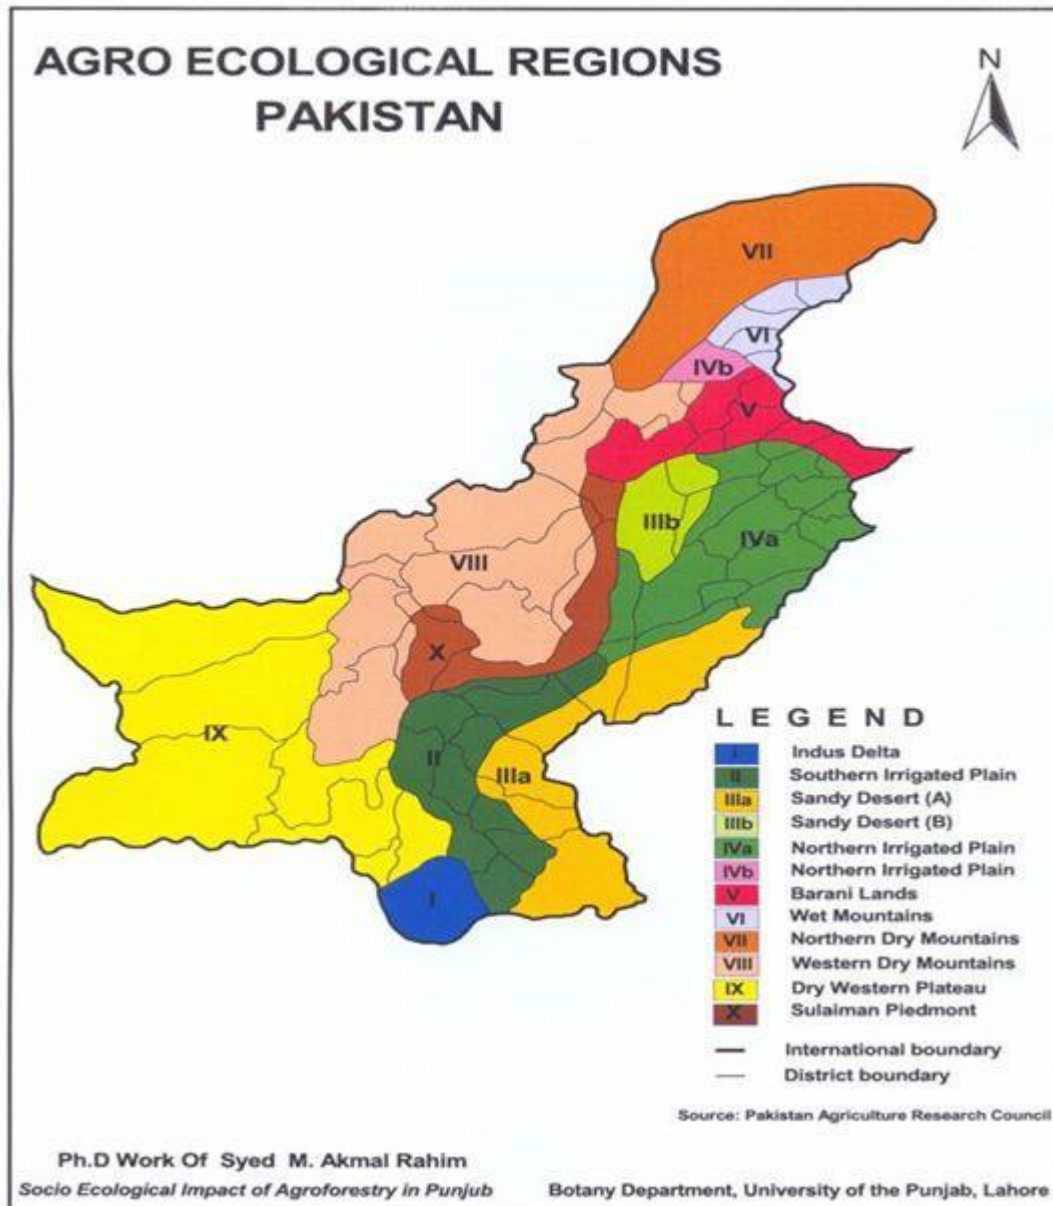 AGRO ECOLOGICAL REGIONS
PAKISTAN
N
VII
VI
IVb
V
IIIb
IVa
VIII
X
IX
II
IIIa
I
LEGEND
I Indus Delta
II Southern Irrigated Plain
IIIa Sandy Desert (A)
IIIb Sandy Desert (B)
IVa Northern Irrigated Plain
IVb Northern Irrigated Plain
V Barani Lands
VI Wet Mountains
VII Northern Dry Mountains
VIII Western Dry Mountains
IX Dry Western Plateau
X Sulaiman Piedmont
International boundary
District boundary
Source: Pakistan Agriculture Research Council
Ph.D Work Of Syed M. Akmal Rahim
Socio Ecological Impact of Agroforestry in Punjub
Botany Department, University of the Punjab, Lahore